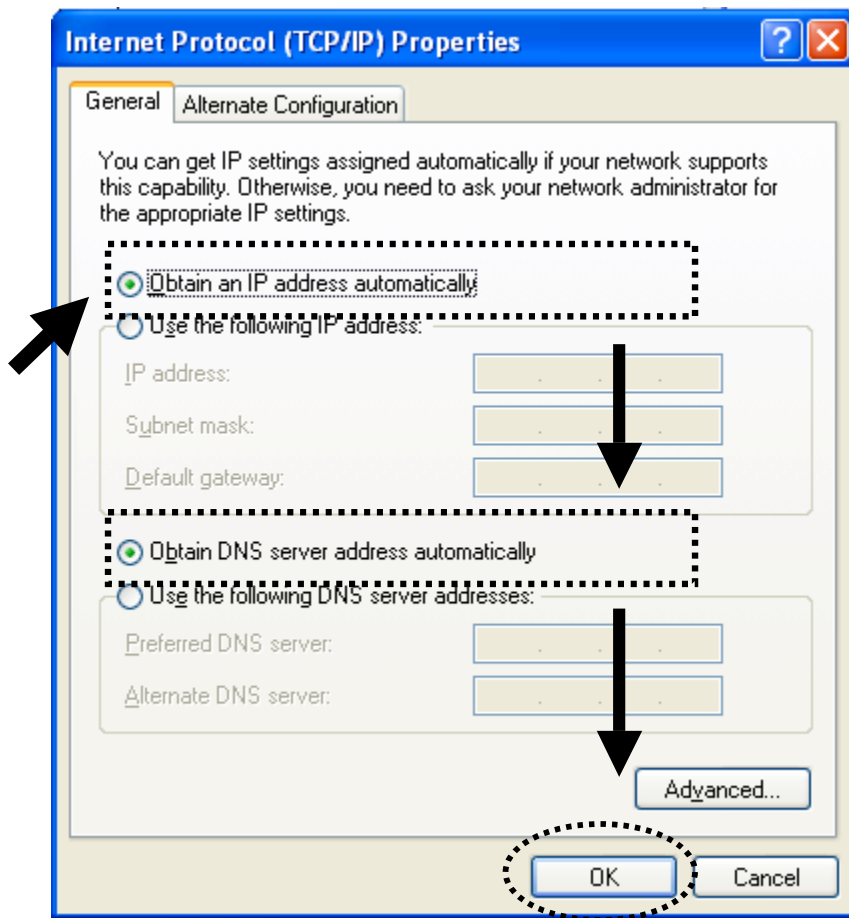 Internet Protocol (TCP/IP) Properties
General
Alternate Configuration
You can get IP settings assigned automatically if your network supports
this capability. Otherwise, you need to ask your network administrator for
the appropriate IP settings.
Obtain an IP address automatically
Use the following IP address:
IP address:
Subnet mask:
Default gateway:
Obtain DNS server address automatically
Use the following DNS server addresses:
Preferred DNS server:
Alternate DNS server:
Advanced...
OK
Cancel